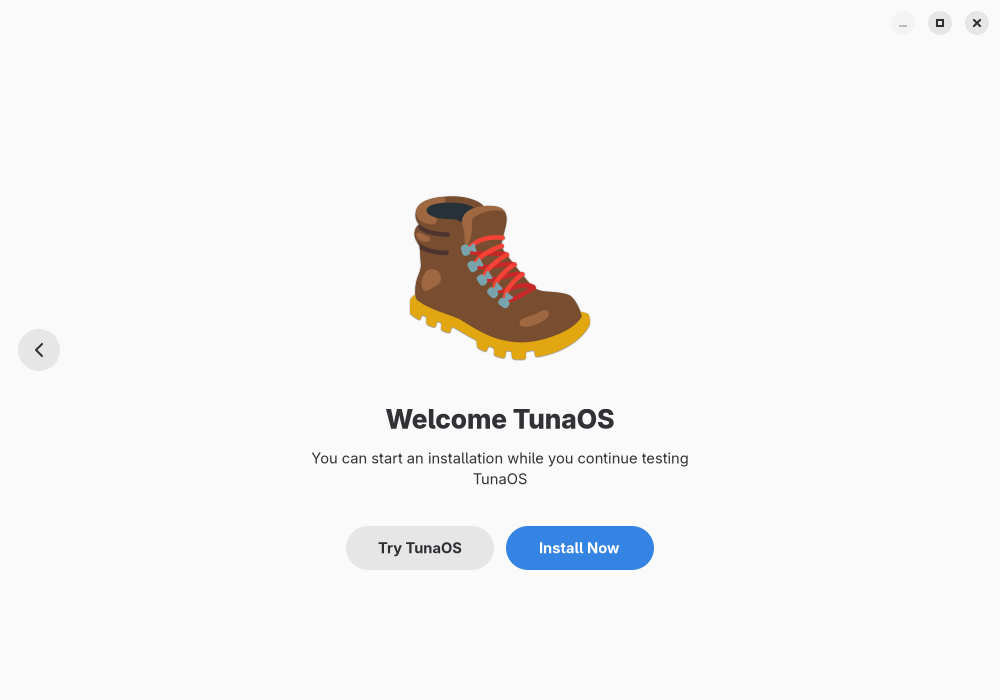 Welcome TunaOS
You can start an installation while you continue testing
TunaOS
Try TunaOS
Install Now